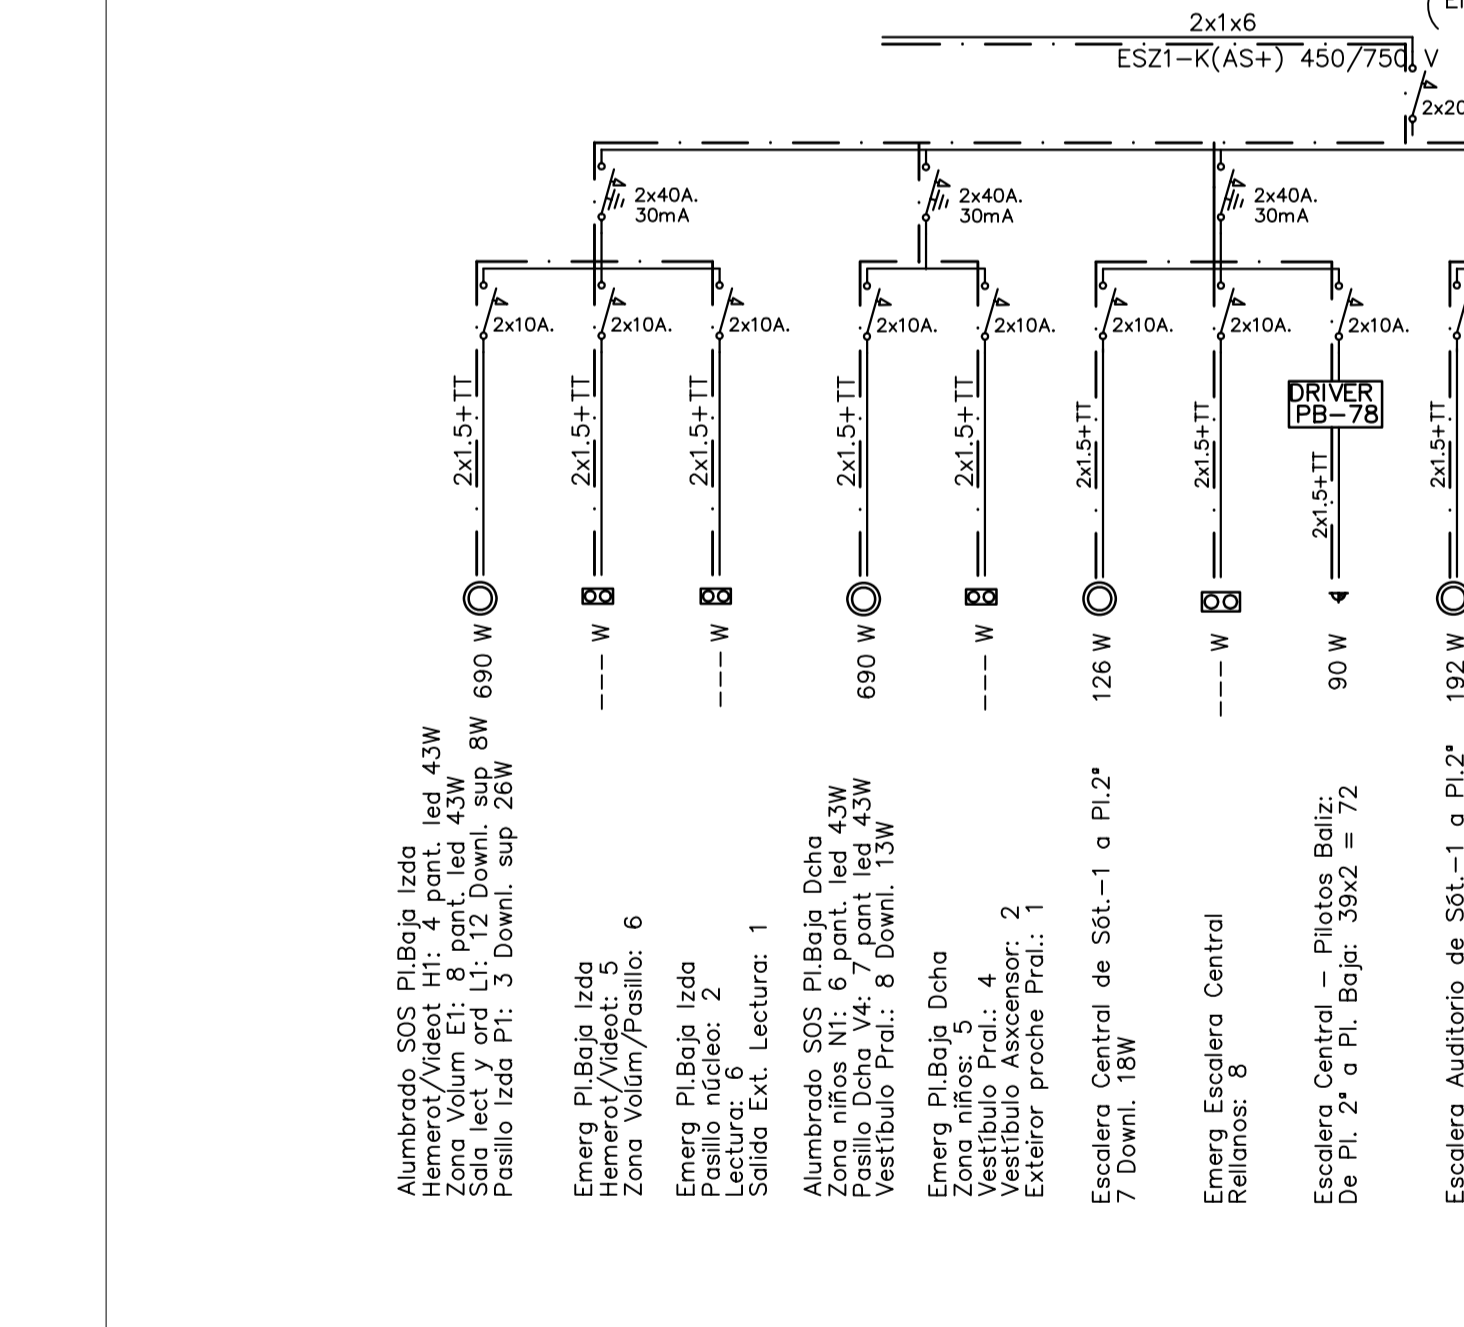 2x1x6
ESZ1-K(AS+) 450/750 V
2x40A.
30mA
2x40A.
30mA
2x40A.
30mA
2x10A.
2x10A.
2x10A.
2x10A.
2x10A.
2x10A.
2x10A.
2x10A.
2x1.5+TT
2x1.5+TT
2x1.5+TT
2x1.5+TT
2x1.5+TT
2x1.5+TT
2x1.5+TT
DRIVER
PB-78
2x1.5+TT
2x1.5+TT
690 W
--- W
--- W
690 W
--- W
126 W
--- W
90 W
192 W
Alumbrado SOS Pl.Baja Izda
Hemerot/Videot H1: 4 pant. led 43W
Zona Volum E1: 8 pant. led 43W
Sala lect y ord L1: 12 Downl. sup 8W
Pasillo Izda P1: 3 Downl. sup 26W
Emerg Pl.Baja Izda
Hemerot/Videot: 5
Zona Volúm/Pasillo: 6
Emerg Pl.Baja Izda
Pasillo núcleo: 2
Lectura: 6
Salida Ext. Lectura: 1
Alumbrado SOS Pl.Baja Dcha
Zona niños N1: 6 pant. led 43W
Pasillo Dcha V4: 7 pant led 43W
Vestíbulo Pral.: 8 Downl. 13W
Emerg Pl.Baja Dcha
Zona niños: 5
Vestíbulo Pral.: 4
Vestíbulo Asxcensor: 2
Exteiror proche Pral.: 1
Escalera Central de Sót.-1 a Pl.2ª
7 Downl. 18W
Emerg Escalera Central
Rellanos: 8
Escalera Central - Pilotos Baliz:
De Pl. 2ª a Pl. Baja: 39x2 = 72
Escalera Auditorio de Sót.-1 a Pl.2ª